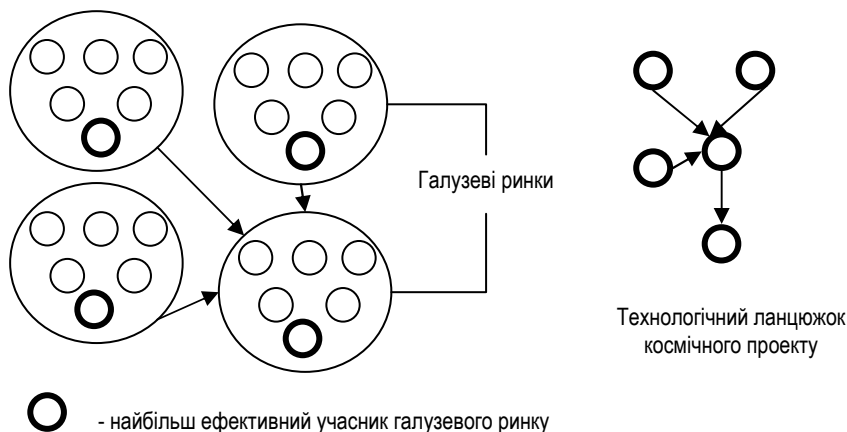 Галузеві ринки
Технологічний ланцюжок
космічного проекту
- найбільш ефективний учасник галузевого ринку